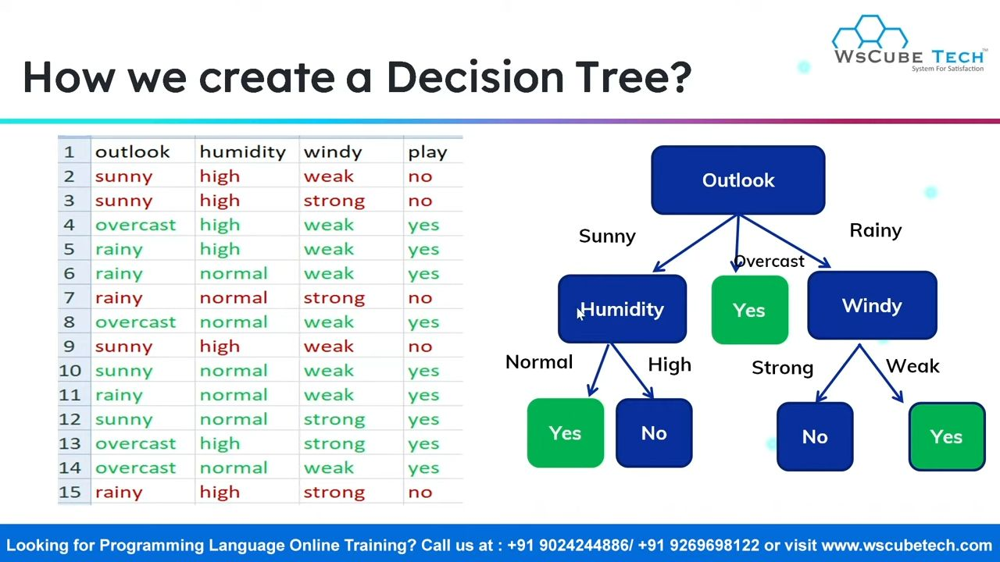 WsCube Tech™
System For Satisfaction
How we create a Decision Tree?
1 outlook humidity windy play
2 sunny high weak no
3 sunny high strong no
4 overcast high weak yes
5 rainy high weak yes
6 rainy normal weak yes
7 rainy normal strong no
8 overcast normal weak yes
9 sunny high weak no
10 sunny normal weak yes
11 rainy normal weak yes
12 sunny normal strong yes
13 overcast high strong yes
14 overcast normal weak yes
15 rainy high strong no
Outlook
Sunny
Rainy
Overcast
Humidity
Yes
Windy
Normal
High
Strong
Weak
Yes
No
No
Yes
Looking for Programming Language Online Training? Call us at : +91 9024244886/ +91 9269698122 or visit www.wscubetech.com